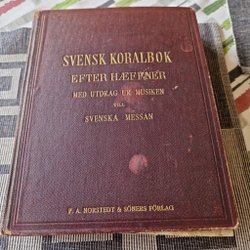 SVENSK KORALBOK
EFTER HÆFFNER
MED UTDRAG UR MUSIKEN
TILL
SVENSKA MESSAN
P. A. NORSTEDT & SÖNERS FÖRLAG